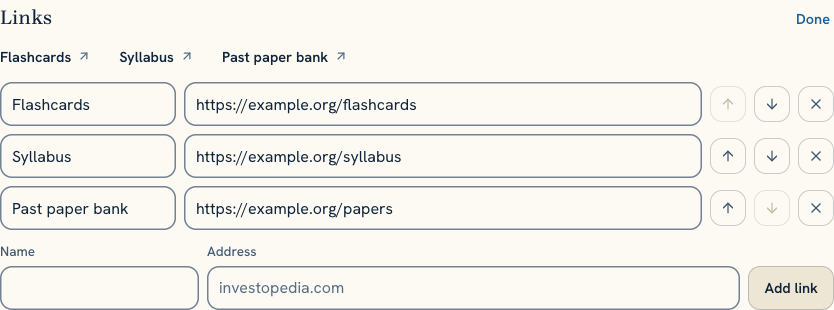 Links
Done
Flashcards ↗ Syllabus ↗ Past paper bank ↗
Flashcards https://example.org/flashcards ↑ ↓ ×
Syllabus https://example.org/syllabus ↑ ↓ ×
Past paper bank https://example.org/papers ↑ ↓ ×
Name Address
investopedia.com Add link